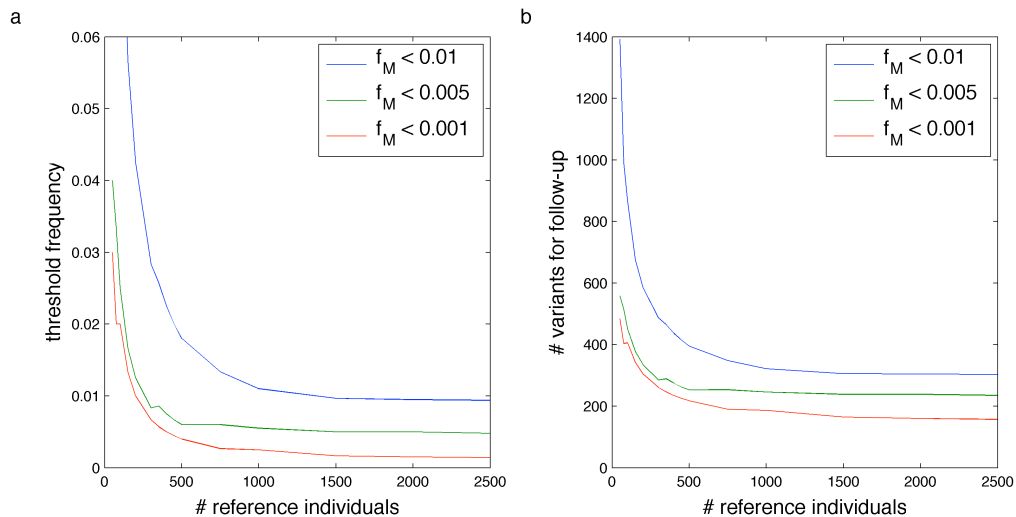 a
threshold frequency
0.06
0.05
0.04
0.03
0.02
0.01
0
0 500 1000 1500 2000 2500
# reference individuals
f_M < 0.01
f_M < 0.005
f_M < 0.001
b
# variants for follow-up
1400
1200
1000
800
600
400
200
0
0 500 1000 1500 2000 2500
# reference individuals
f_M < 0.01
f_M < 0.005
f_M < 0.001